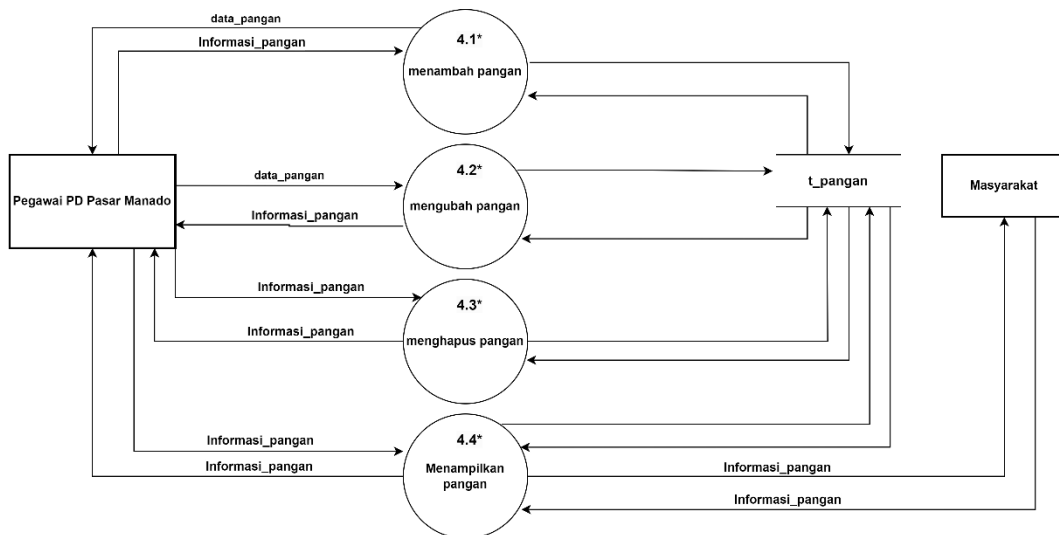 data_pangan
Informasi_pangan
4.1*
menambah pangan
Pegawai PD Pasar Manado
data_pangan
Informasi_pangan
4.2*
mengubah pangan
t_pangan
Masyarakat
Informasi_pangan
Informasi_pangan
4.3*
menghapus pangan
Informasi_pangan
Informasi_pangan
4.4*
Menampilkan
pangan
Informasi_pangan
Informasi_pangan